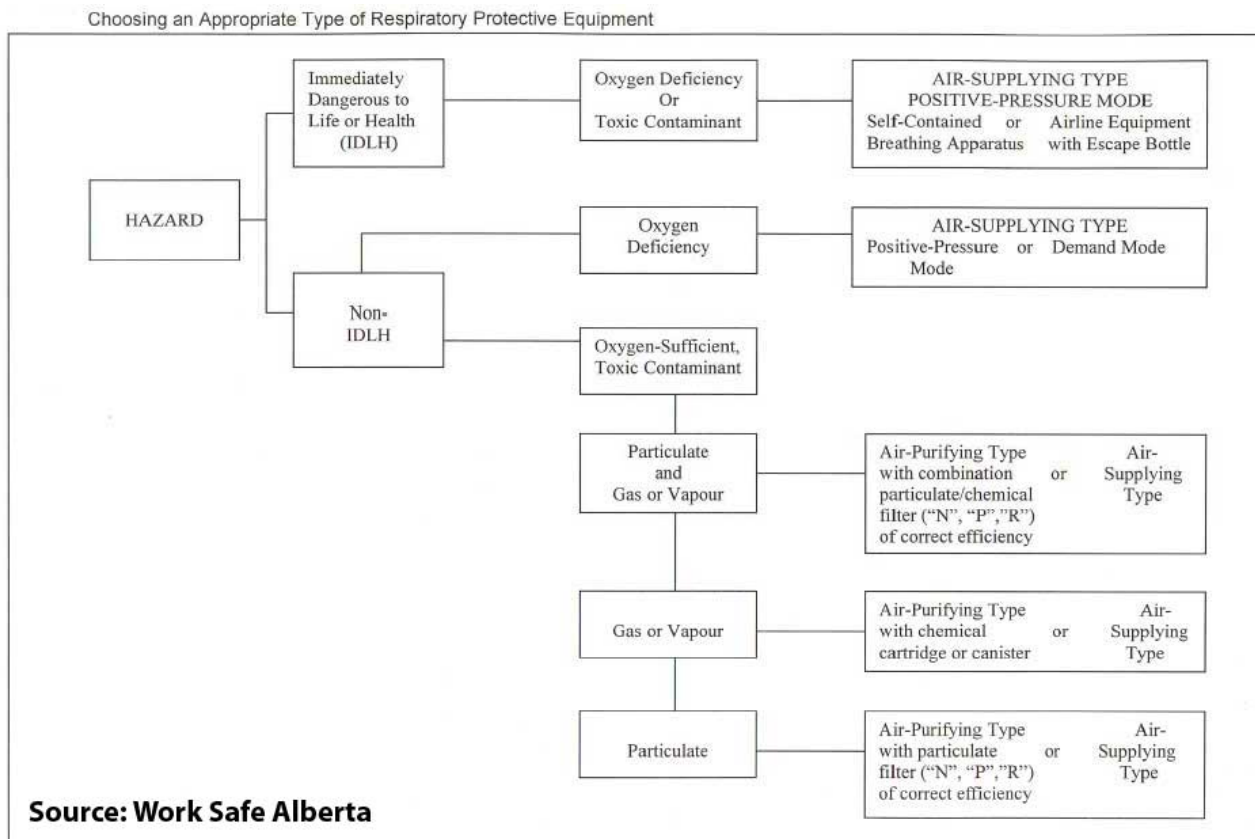 Choosing an Appropriate Type of Respiratory Protective Equipment
Immediately
Dangerous to
Life or Health
(IDLH)
Oxygen Deficiency
Or
Toxic Contaminant
AIR-SUPPLYING TYPE
POSITIVE-PRESSURE MODE
Self-Contained or Airline Equipment
Breathing Apparatus with Escape Bottle
HAZARD
Oxygen
Deficiency
AIR-SUPPLYING TYPE
Positive-Pressure or Demand Mode
Mode
Non-
IDLH
Oxygen-Sufficient,
Toxic Contaminant
Particulate
and
Gas or Vapour
Air-Purifying Type Air-
with combination or Supplying
particulate/chemical Type
filter ("N", "P","R")
of correct efficiency
Gas or Vapour
Air-Purifying Type Air-
with chemical or Supplying
cartridge or canister Type
Particulate
Air-Purifying Type Air-
with particulate or Supplying
filter ("N", "P","R") Type
of correct efficiency
Source: Work Safe Alberta